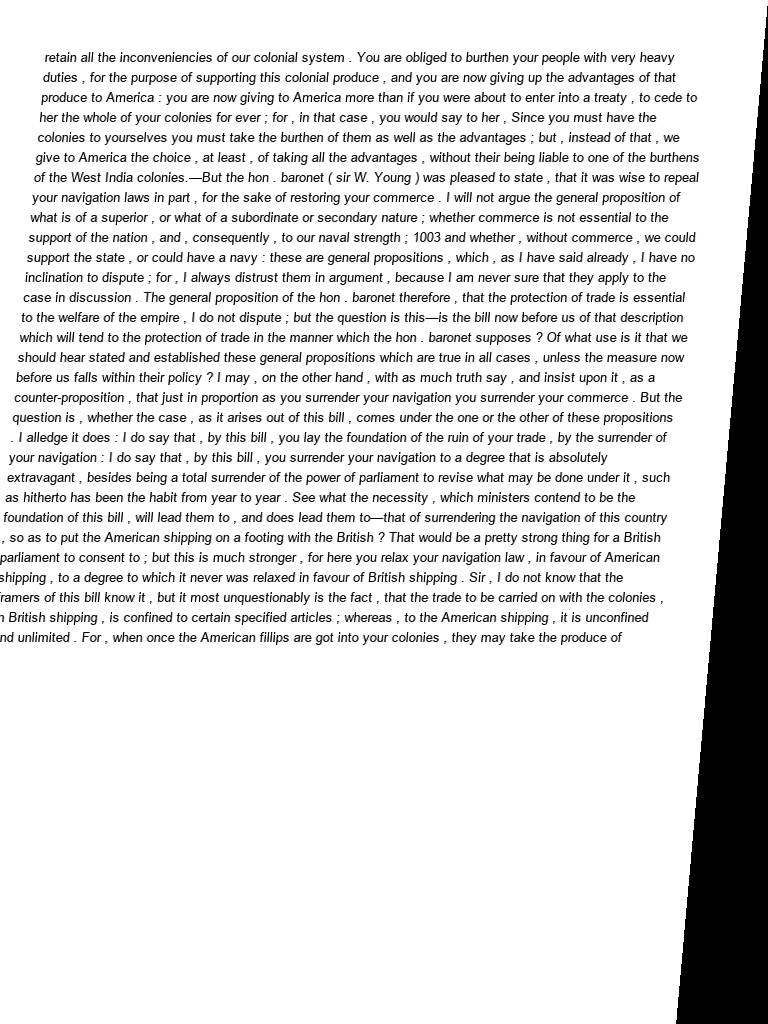 retain all the inconveniencies of our colonial system . You are obliged to burthen your people with very heavy
duties , for the purpose of supporting this colonial produce , and you are now giving up the advantages of that
produce to America : you are now giving to America more than if you were about to enter into a treaty , to cede to
her the whole of your colonies for ever ; for , in that case , you would say to her , Since you must have the
colonies to yourselves you must take the burthen of them as well as the advantages ; but , instead of that , we
give to America the choice , at least , of taking all the advantages , without their being liable to one of the burthens
of the West India colonies.—But the hon . baronet ( sir W. Young ) was pleased to state , that it was wise to repeal
your navigation laws in part , for the sake of restoring your commerce . I will not argue the general proposition of
what is of a superior , or what of a subordinate or secondary nature ; whether commerce is not essential to the
support of the nation , and , consequently , to our naval strength ; 1003 and whether , without commerce , we could
support the state , or could have a navy : these are general propositions , which , as I have said already , I have no
inclination to dispute ; for , I always distrust them in argument , because I am never sure that they apply to the
case in discussion . The general proposition of the hon . baronet therefore , that the protection of trade is essential
to the welfare of the empire , I do not dispute ; but the question is this—is the bill now before us of that description
which will tend to the protection of trade in the manner which the hon . baronet supposes ? Of what use is it that we
should hear stated and established these general propositions which are true in all cases , unless the measure now
before us falls within their policy ? I may , on the other hand , with as much truth say , and insist upon it , as a
counter-proposition , that just in proportion as you surrender your navigation you surrender your commerce . But the
question is , whether the case , as it arises out of this bill , comes under the one or the other of these propositions
. I alledge it does : I do say that , by this bill , you lay the foundation of the ruin of your trade , by the surrender of
your navigation : I do say that , by this bill , you surrender your navigation to a degree that is absolutely
extravagant , besides being a total surrender of the power of parliament to revise what may be done under it , such
as hitherto has been the habit from year to year . See what the necessity , which ministers contend to be the
foundation of this bill , will lead them to , and does lead them to—that of surrendering the navigation of this country
, so as to put the American shipping on a footing with the British ? That would be a pretty strong thing for a British
parliament to consent to ; but this is much stronger , for here you relax your navigation law , in favour of American
shipping , to a degree to which it never was relaxed in favour of British shipping . Sir , I do not know that the
framers of this bill know it , but it most unquestionably is the fact , that the trade to be carried on with the colonies ,
British shipping , is confined to certain specified articles ; whereas , to the American shipping , it is unconfined
unlimited . For , when once the American fillips are got into your colonies , they may take the produce of